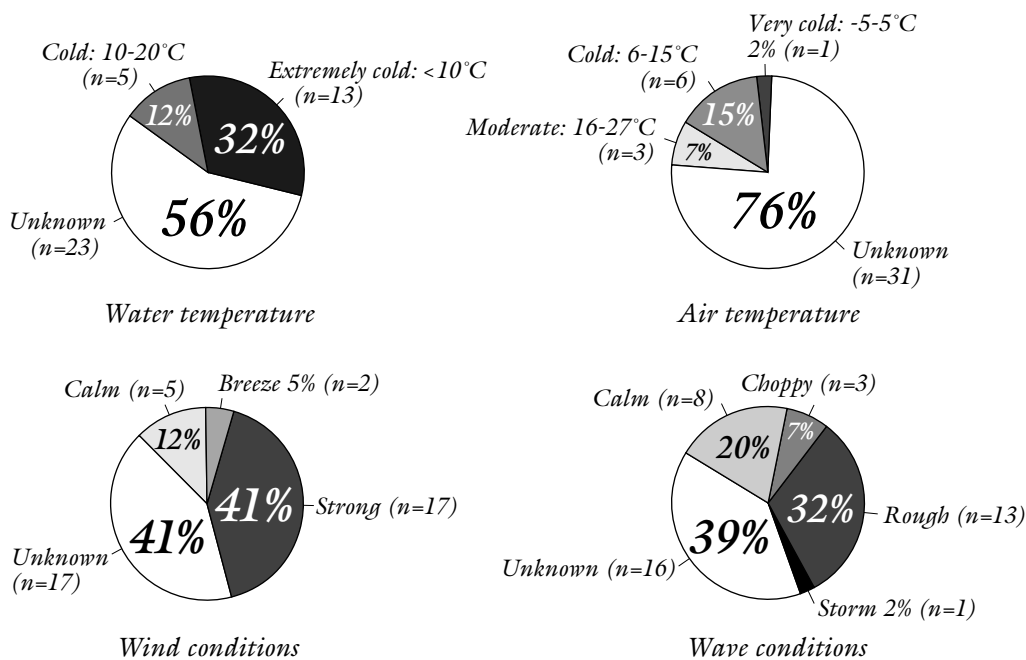 Cold: 10-20°C
(n=5)
Extremely cold: <10°C
(n=13)
12%
32%
56%
Unknown
(n=23)
Water temperature
Very cold: -5-5°C
2% (n=1)
Cold: 6-15°C
(n=6)
Moderate: 16-27°C
(n=3)
15%
7%
76%
Unknown
(n=31)
Air temperature
Calm (n=5)
Breeze 5% (n=2)
12%
41%
Strong (n=17)
41%
Unknown
(n=17)
Wind conditions
Calm (n=8)
Choppy (n=3)
7%
20%
32%
Rough (n=13)
39%
Unknown (n=16)
Storm 2% (n=1)
Wave conditions